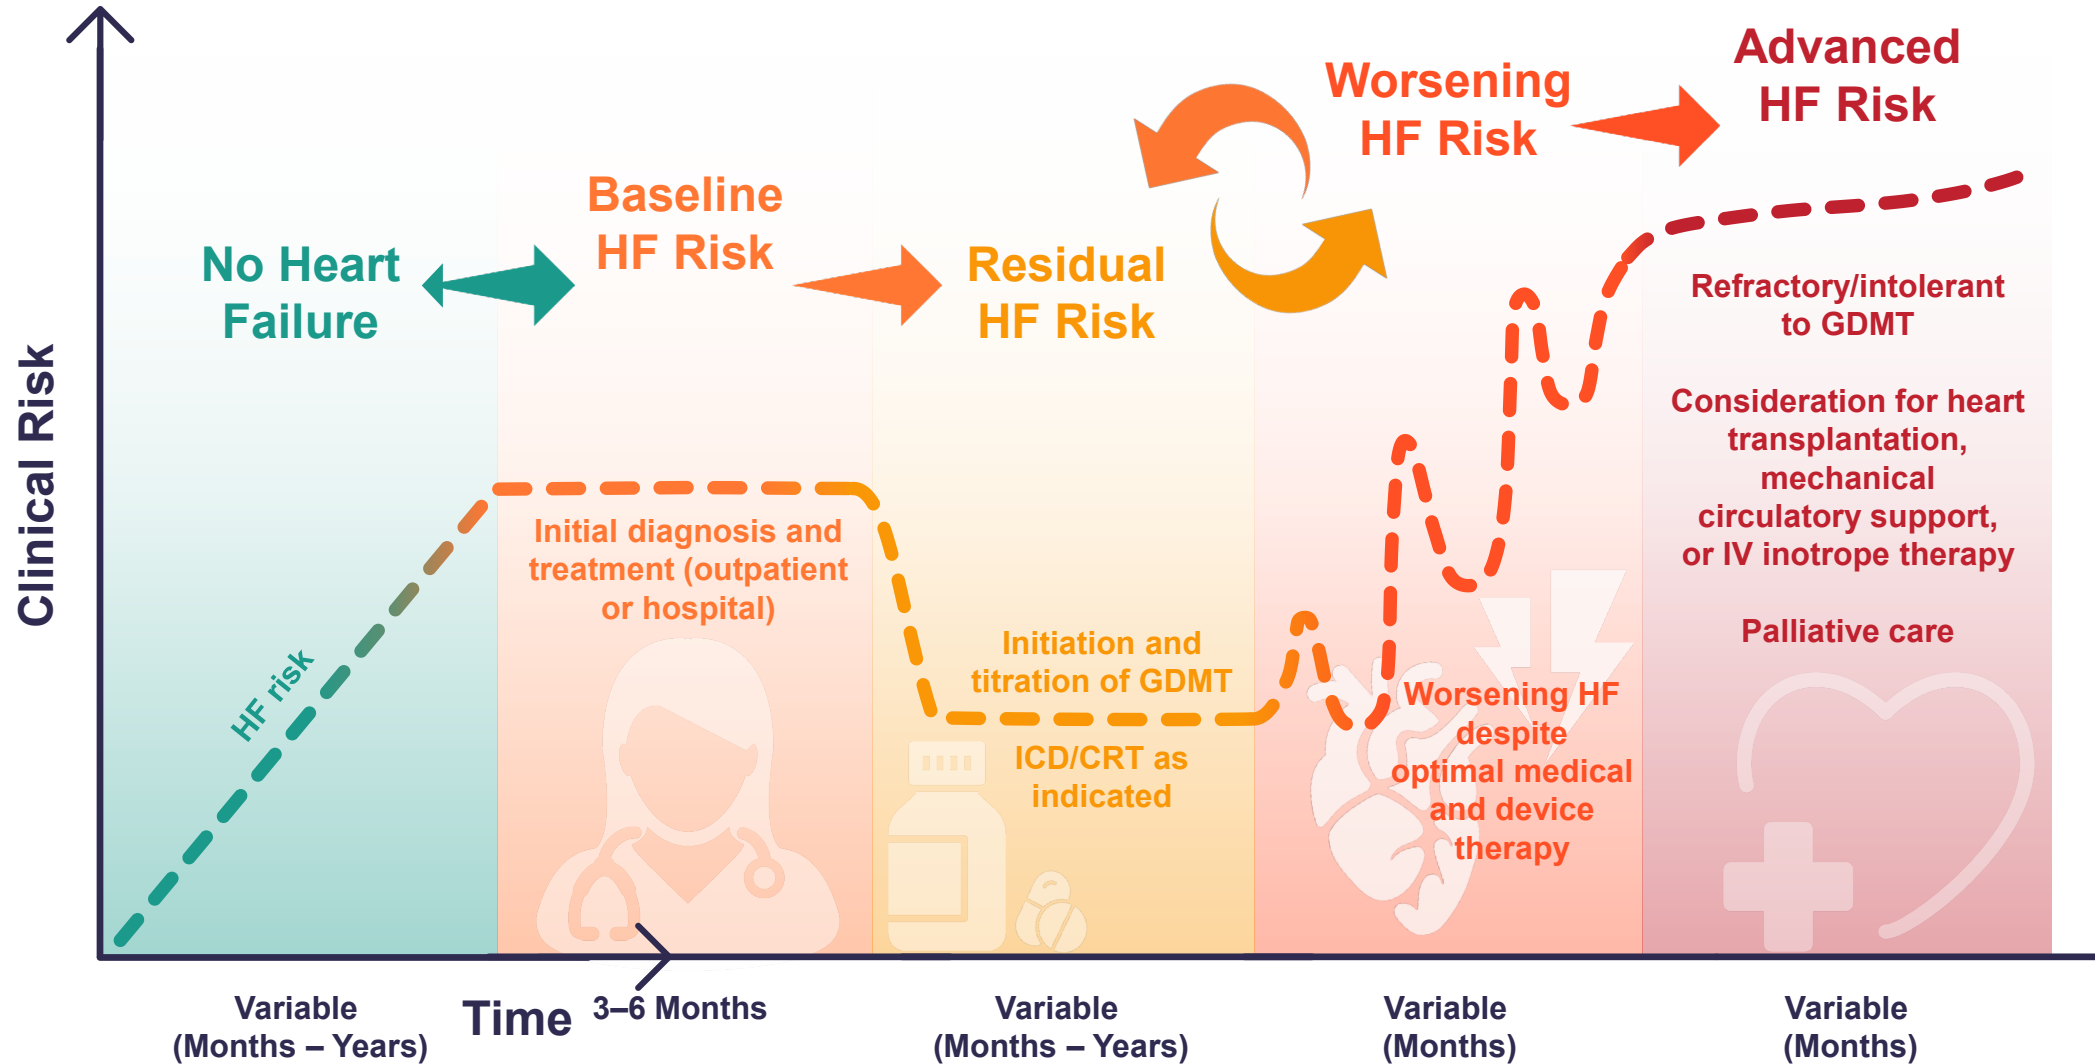 Clinical Risk
No Heart
Failure
HF risk
Baseline
HF Risk
Initial diagnosis and
treatment (outpatient
or hospital)
Residual
HF Risk
Initiation and
titration of GDMT
ICD/CRT as
indicated
Worsening
HF Risk
Worsening HF
despite
optimal medical
and device
therapy
Advanced
HF Risk
Refractory/intolerant
to GDMT
Consideration for heart
transplantation,
mechanical
circulatory support,
or IV inotrope therapy
Palliative care
Variable
(Months – Years)
Time
3–6 Months
Variable
(Months – Years)
Variable
(Months)
Variable
(Months)